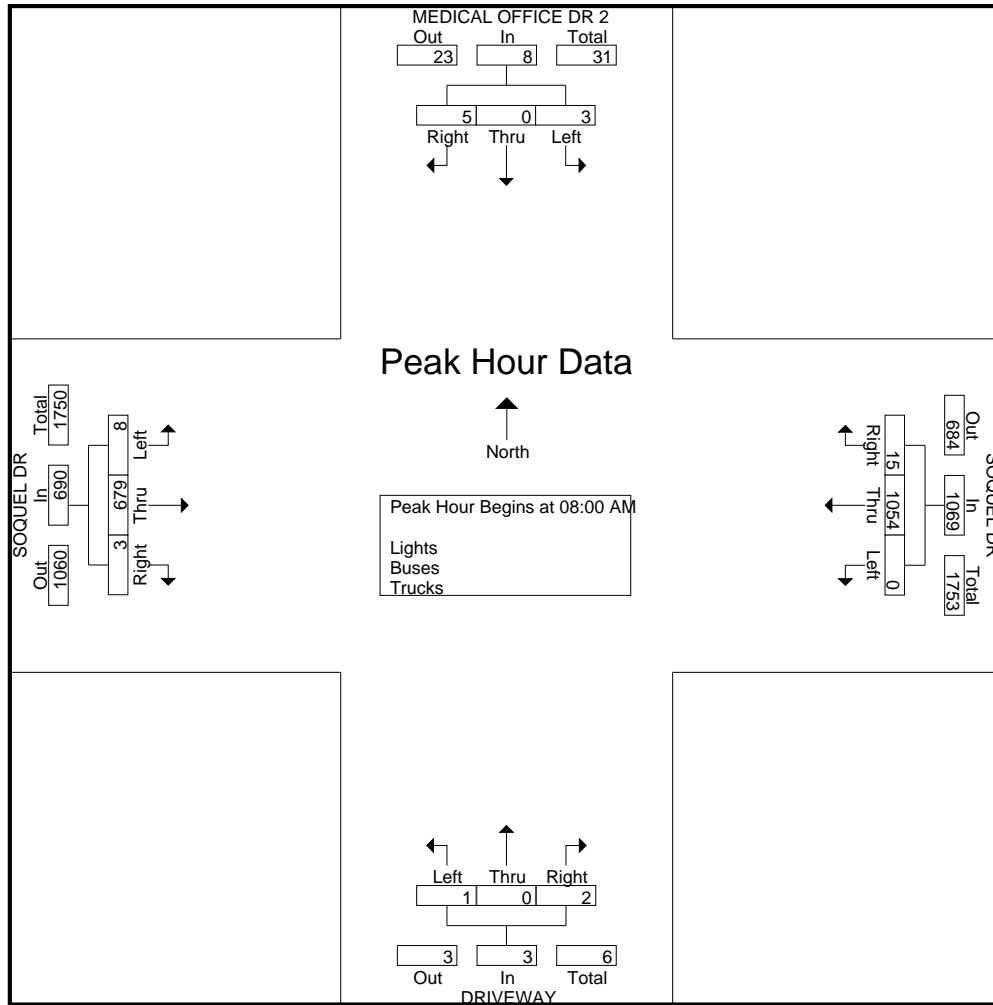 MEDICAL OFFICE DR 2
Out In Total
23 8 31
5 0 3
Right Thru Left
Peak Hour Data
North
Peak Hour Begins at 08:00 AM
Lights
Buses
Trucks
SOQUEL DR
Total In Out
1750 690 1060
8 679 3
Left Thru Right
SOQUEL DR
Out In Total
684 1069 1753
15 1054 0
Right Thru Left
Left Thru Right
1 0 2
3 3 6
Out In Total
DRIVEWAY